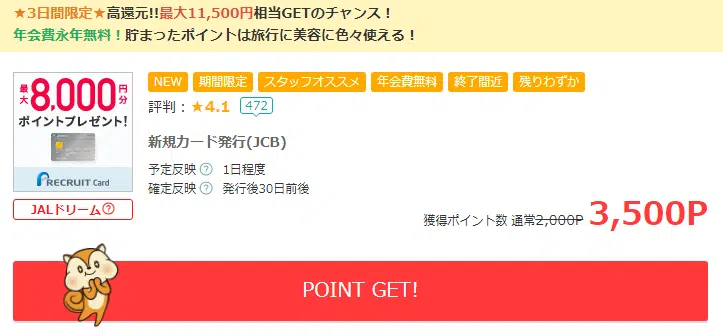 ★3日間限定★高還元!!最大11,500円相当GETのチャンス！
年会費永年無料！貯まったポイントは旅行に美容に色々使える！
最大8,000円分
ポイントプレゼント!
RECRUIT Card
JALドリーム?
NEW 期間限定 スタッフオススメ 年会費無料 終了間近 残りわずか
評判：★4.1 472
新規カード発行(JCB)
予定反映? 1日程度
確定反映? 発行後30日前後
獲得ポイント数 通常2,000P 3,500P
POINT GET!